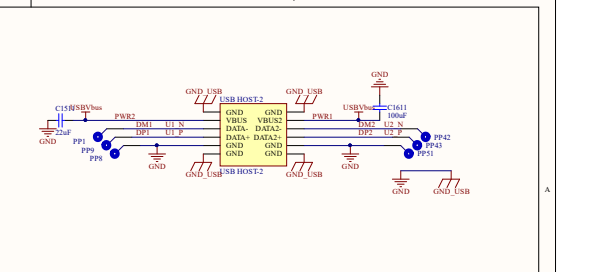 GND
GND_USB
GND_USB
USB HOST-2
USBVbus
USBVbus
C1611
100uF
22uF
GND
PWR2
PWR1
GND GND
VBUS VBUS2
DATA- DATA2-
DATA+ DATA2+
GND GND
GND GND
DM1 U1_N
DP1 U1_P
DM2 U2_N
DP2 U2_P
PP1
PP9
PP8
PP42
PP43
PP51
GND
GND
GND_USB
USB HOST-2
GND_USB
GND
GND_USB
A